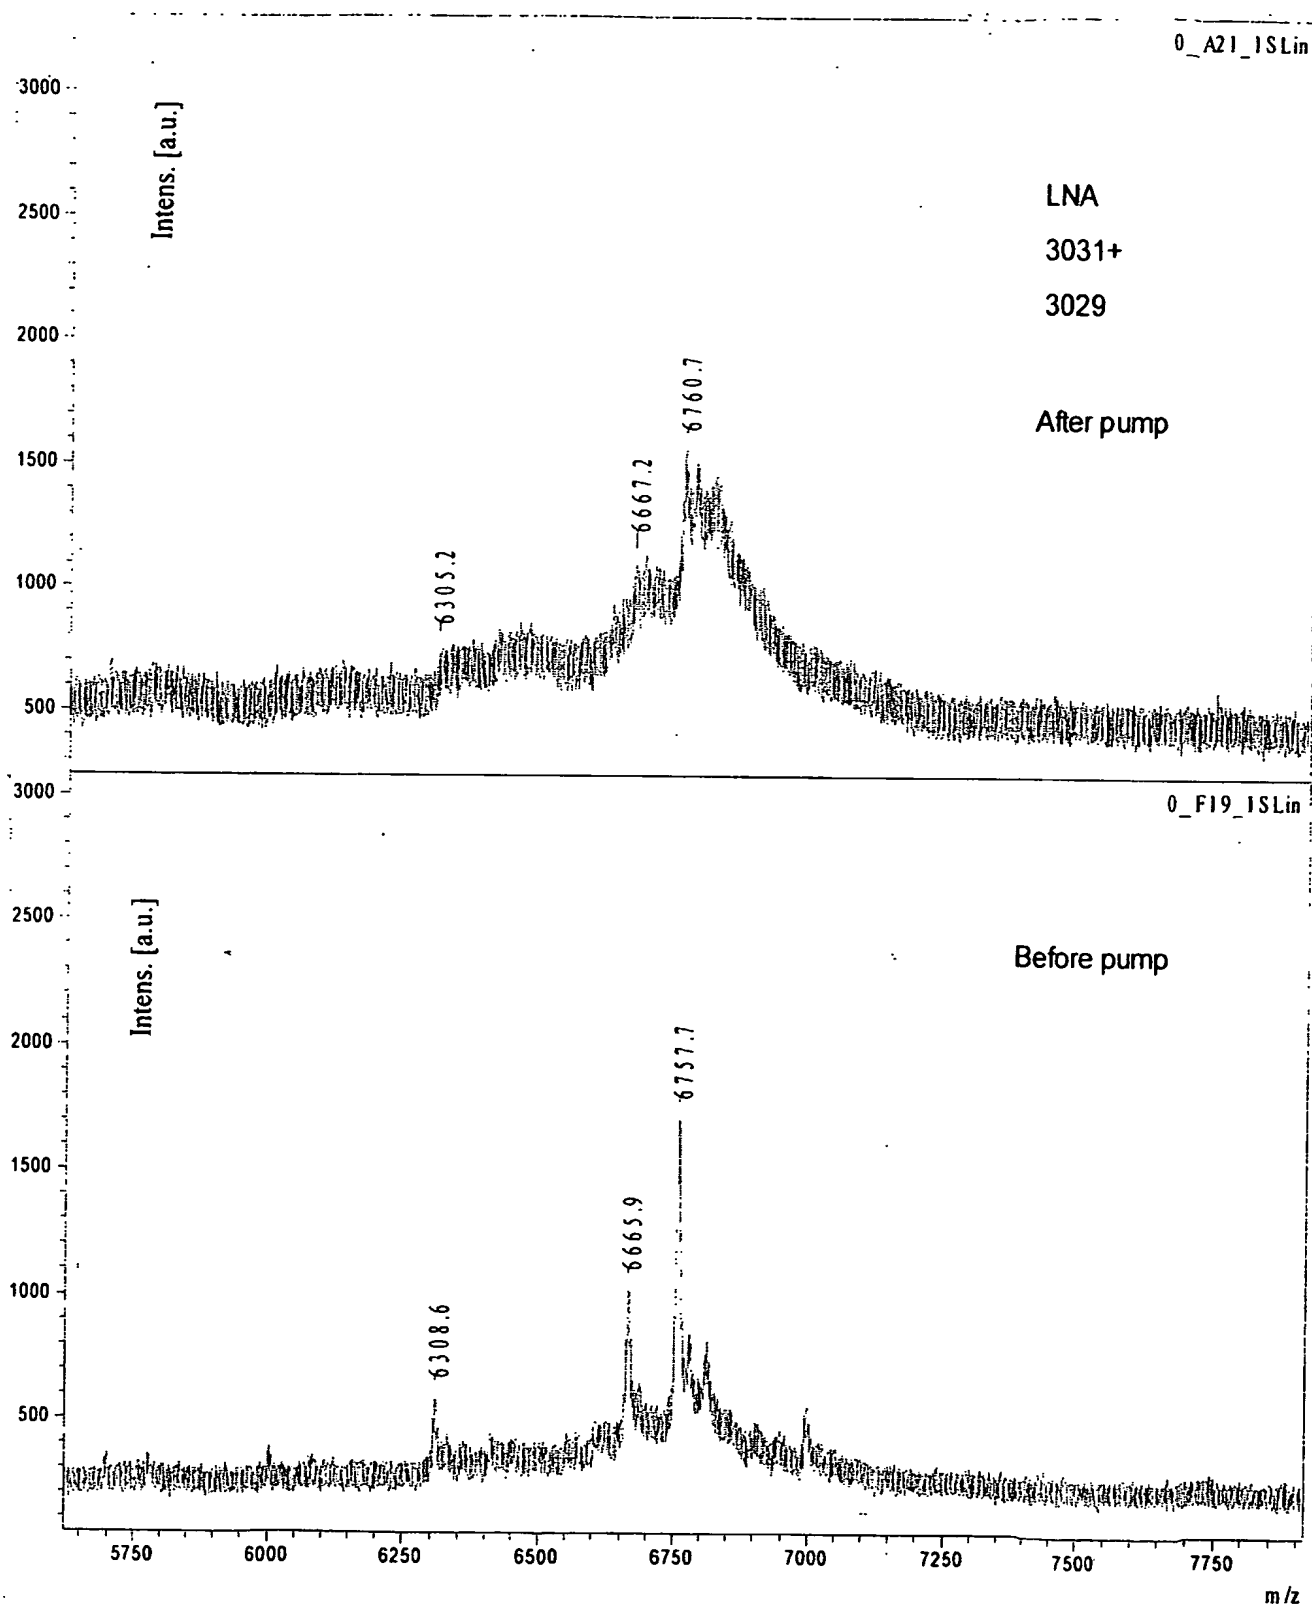 0_A21_1SLin
3000
Intens. [a.u.]
2500
LNA
3031+
3029
2000
6760.7
After pump
1500
6667.2
6305.2
1000
500
0_F19_1SLin
3000
2500
Intens. [a.u.]
Before pump
2000
6757.7
1500
6665.9
1000
6308.6
500
5750 6000 6250 6500 6750 7000 7250 7500 7750
m/z